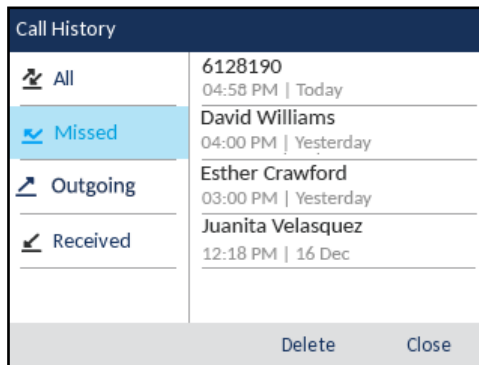 Call History
All
Missed
Outgoing
Received
6128190
04:58 PM | Today
David Williams
04:00 PM | Yesterday
Esther Crawford
03:00 PM | Yesterday
Juanita Velasquez
12:18 PM | 16 Dec
Delete
Close